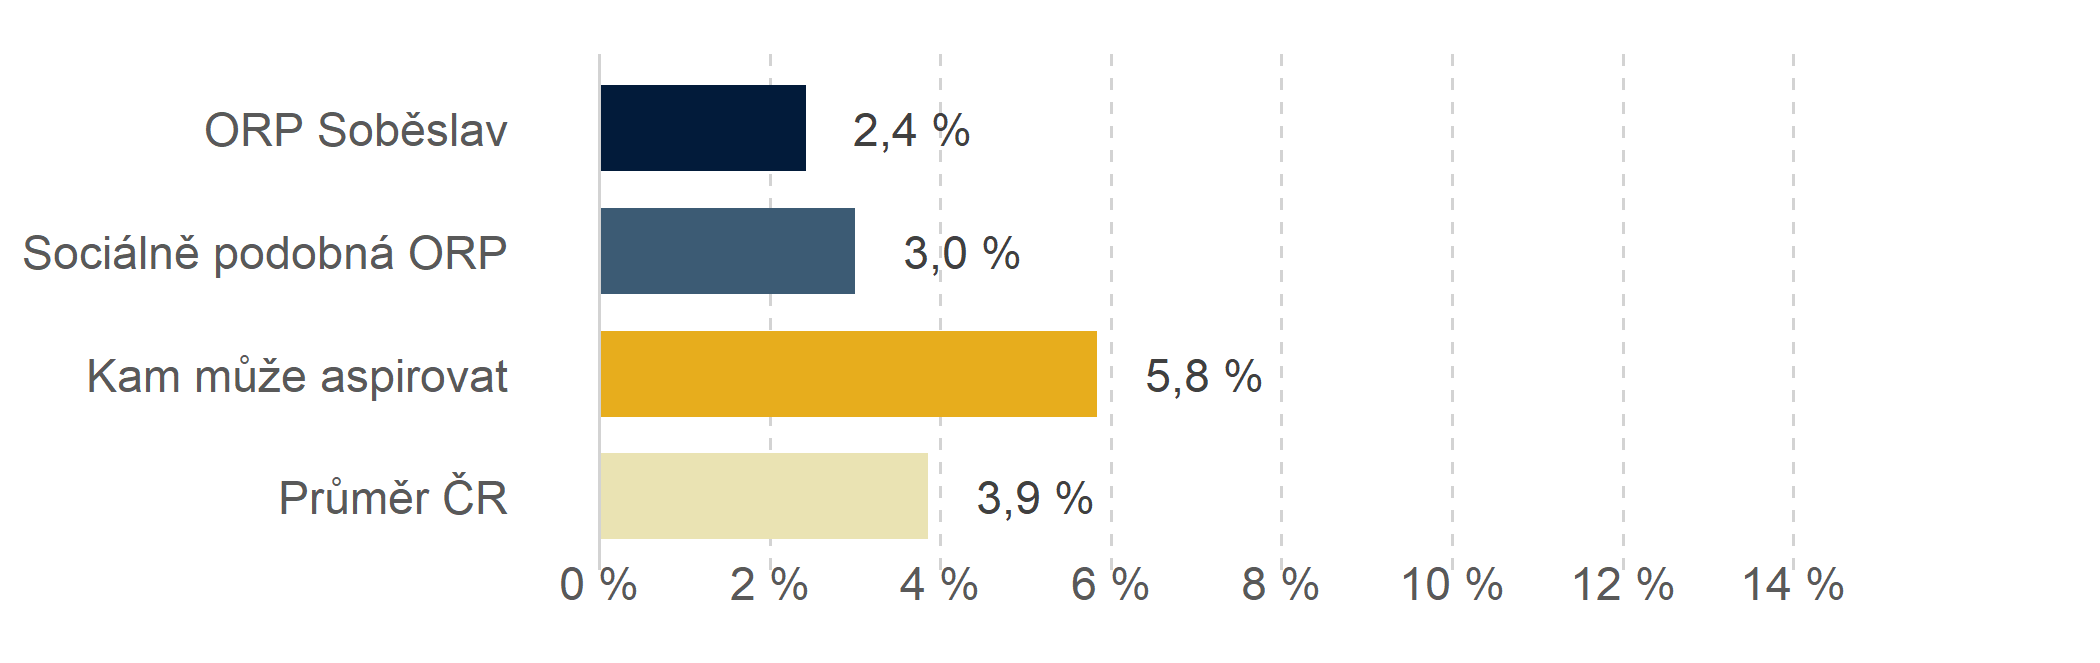 ORP Soběslav 2,4 %
Sociálně podobná ORP 3,0 %
Kam může aspirovat 5,8 %
Průměr ČR 3,9 %
0 % 2 % 4 % 6 % 8 % 10 % 12 % 14 %